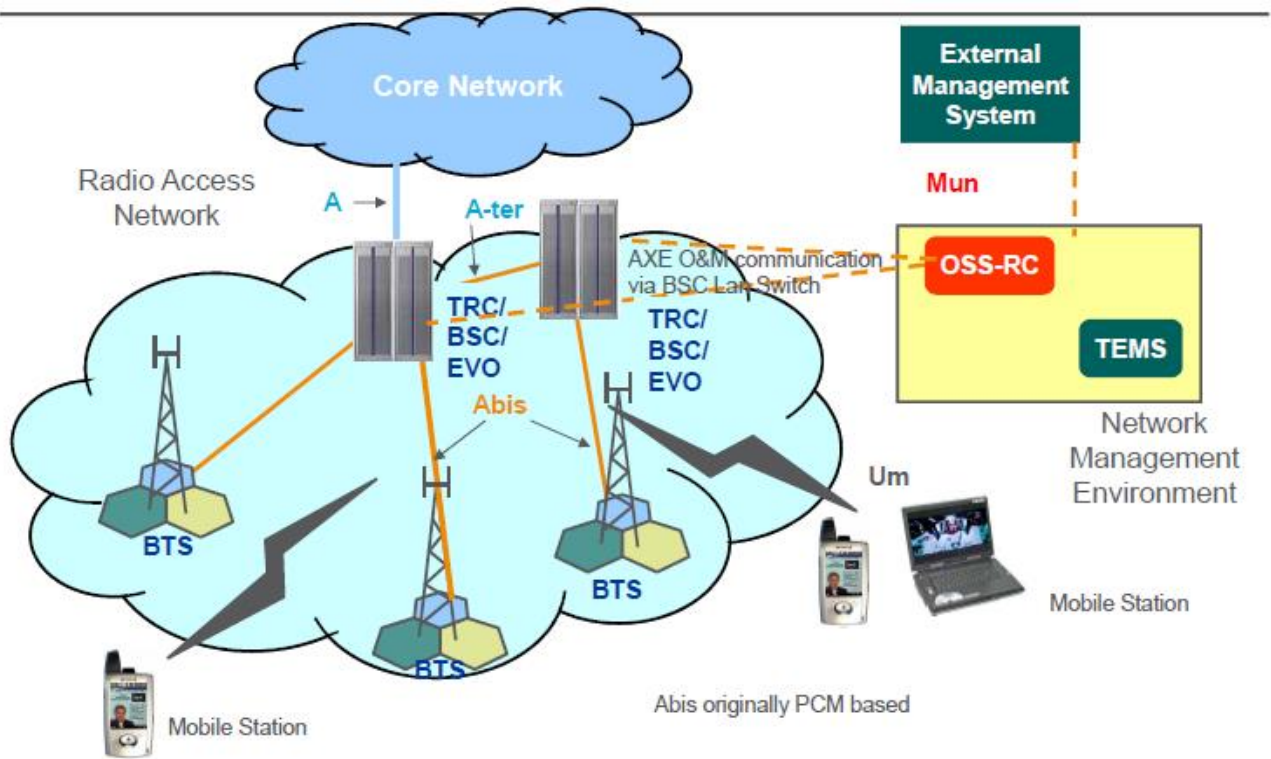 Core Network
External
Management
System
Radio Access
Network
A
A-ter
Mun
AXE O&M communication
via BSC Lan Switch
OSS-RC
TRC/
BSC/
EVO
TRC/
BSC/
EVO
TEMS
Abis
Network
Management
Environment
Um
BTS
BTS
BTS
Mobile Station
Mobile Station
Abis originally PCM based